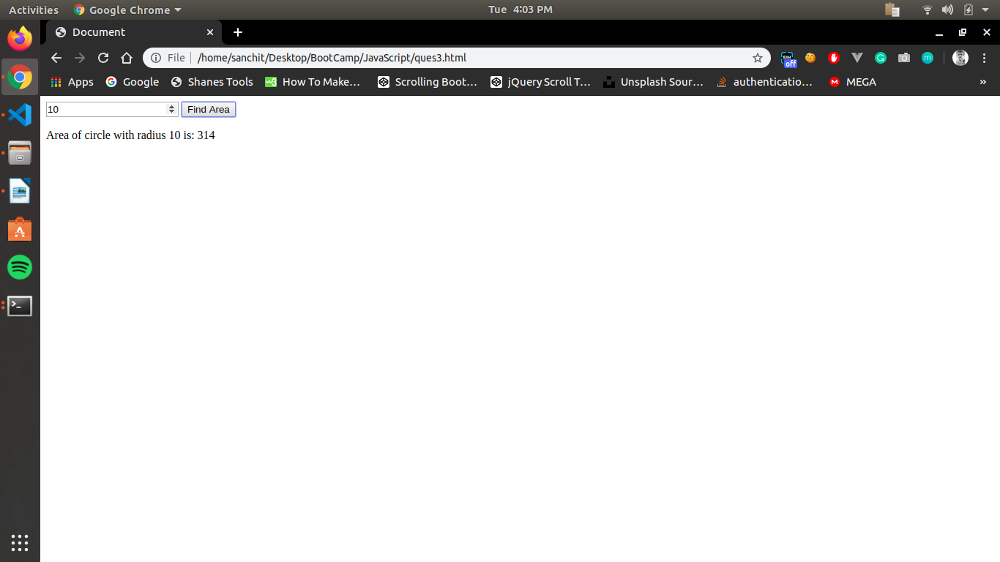 Activities Google Chrome Tue 4:03 PM
Document
File /home/sanchit/Desktop/BootCamp/JavaScript/ques3.html off
Apps Google Shanes Tools How To Make... Scrolling Boot... jQuery Scroll T... Unsplash Sour... authenticatio... MEGA »
10 Find Area
Area of circle with radius 10 is: 314